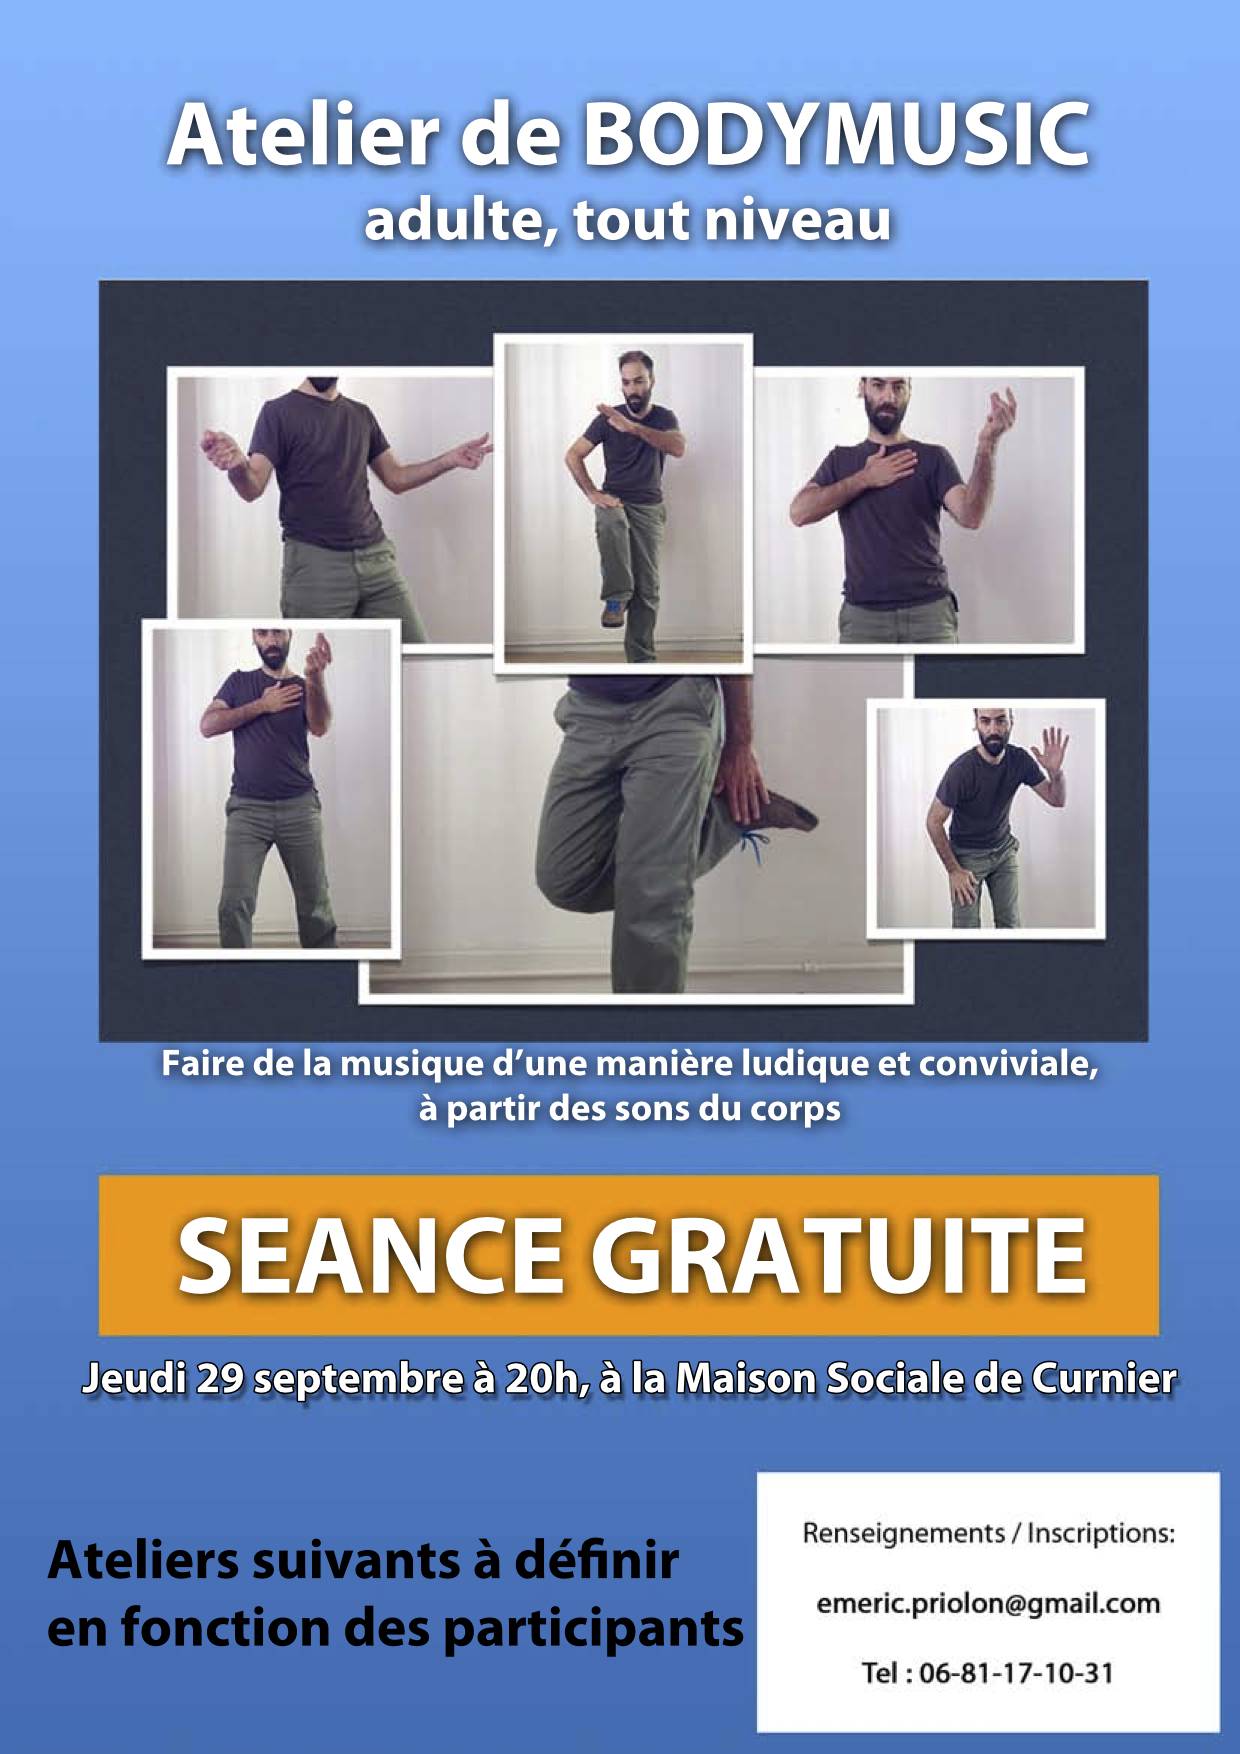 Atelier de BODYMUSIC
adulte, tout niveau
Faire de la musique d’une manière ludique et conviviale,
à partir des sons du corps
SEANCE GRATUITE
Jeudi 29 septembre à 20h, à la Maison Sociale de Curnier
Ateliers suivants à définir
en fonction des participants
Renseignements / Inscriptions:
emeric.priolon@gmail.com
Tel : 06-81-17-10-31